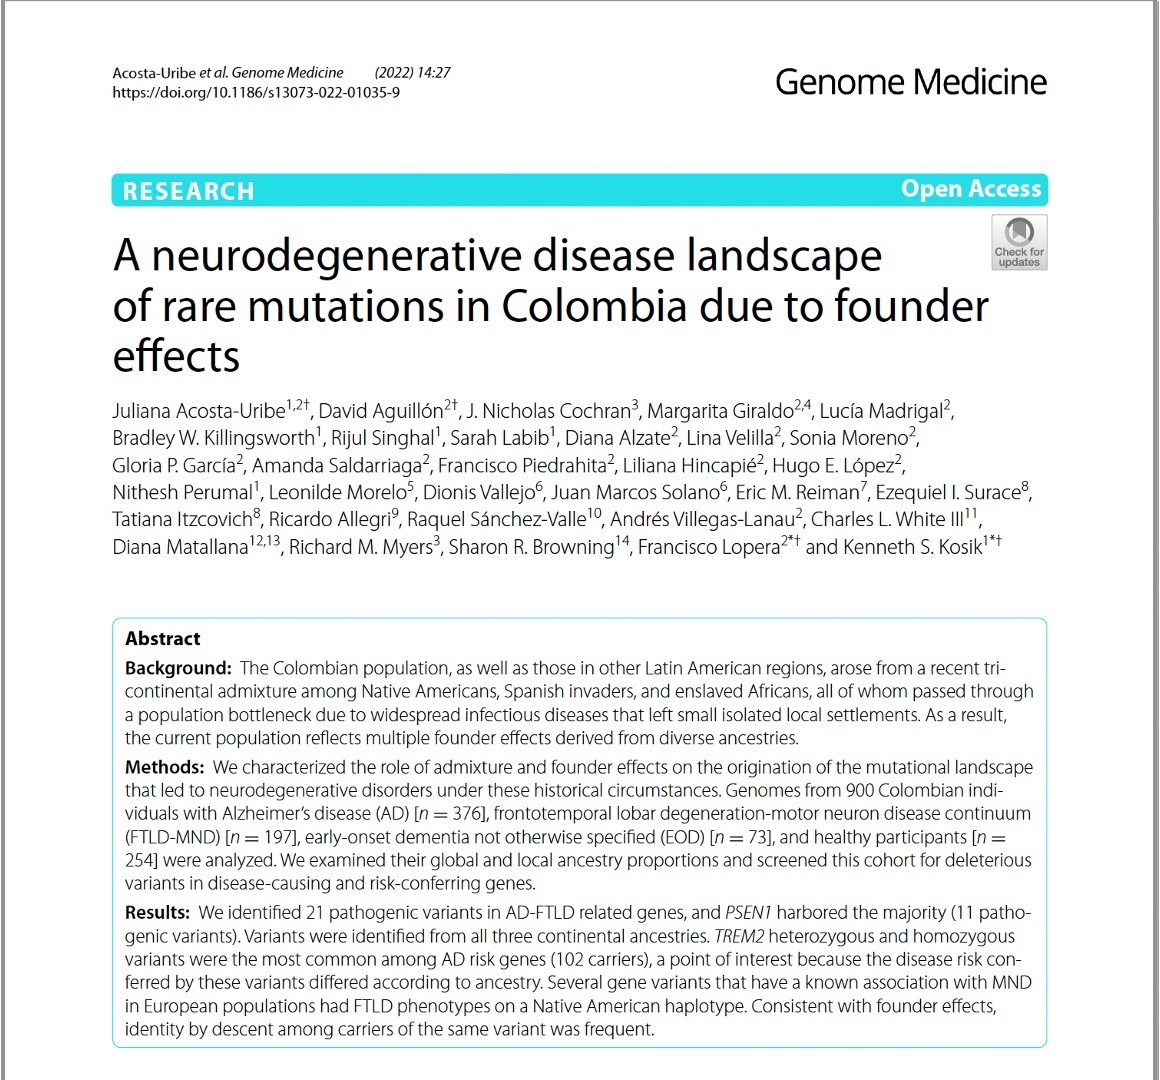 Acosta-Uribe et al. Genome Medicine (2022) 14:27
https://doi.org/10.1186/s13073-022-01035-9
Genome Medicine
RESEARCH Open Access
Check for
updates
A neurodegenerative disease landscape
of rare mutations in Colombia due to founder
effects
Juliana Acosta-Uribe1,2†, David Aguillón2†, J. Nicholas Cochran3, Margarita Giraldo2,4, Lucía Madrigal2,
Bradley W. Killingsworth1, Rijul Singhal1, Sarah Labib1, Diana Alzate2, Lina Velilla2, Sonia Moreno2,
Gloria P. García2, Amanda Saldarriaga2, Francisco Piedrahita2, Liliana Hincapié2, Hugo E. López2,
Nithesh Perumal1, Leonilde Morelo5, Dionis Vallejo6, Juan Marcos Solano6, Eric M. Reiman7, Ezequiel I. Surace8,
Tatiana Itzcovich8, Ricardo Allegri9, Raquel Sánchez-Valle10, Andrés Villegas-Lanau2, Charles L. White III11,
Diana Matallana12,13, Richard M. Myers3, Sharon R. Browning14, Francisco Lopera2*† and Kenneth S. Kosik1*†
Abstract
Background: The Colombian population, as well as those in other Latin American regions, arose from a recent tri-
continental admixture among Native Americans, Spanish invaders, and enslaved Africans, all of whom passed through
a population bottleneck due to widespread infectious diseases that left small isolated local settlements. As a result,
the current population reflects multiple founder effects derived from diverse ancestries.
Methods: We characterized the role of admixture and founder effects on the origination of the mutational landscape
that led to neurodegenerative disorders under these historical circumstances. Genomes from 900 Colombian indi-
viduals with Alzheimer's disease (AD) [n = 376], frontotemporal lobar degeneration-motor neuron disease continuum
(FTLD-MND) [n = 197], early-onset dementia not otherwise specified (EOD) [n = 73], and healthy participants [n =
254] were analyzed. We examined their global and local ancestry proportions and screened this cohort for deleterious
variants in disease-causing and risk-conferring genes.
Results: We identified 21 pathogenic variants in AD-FTLD related genes, and PSEN1 harbored the majority (11 patho-
genic variants). Variants were identified from all three continental ancestries. TREM2 heterozygous and homozygous
variants were the most common among AD risk genes (102 carriers), a point of interest because the disease risk con-
ferred by these variants differed according to ancestry. Several gene variants that have a known association with MND
in European populations had FTLD phenotypes on a Native American haplotype. Consistent with founder effects,
identity by descent among carriers of the same variant was frequent.